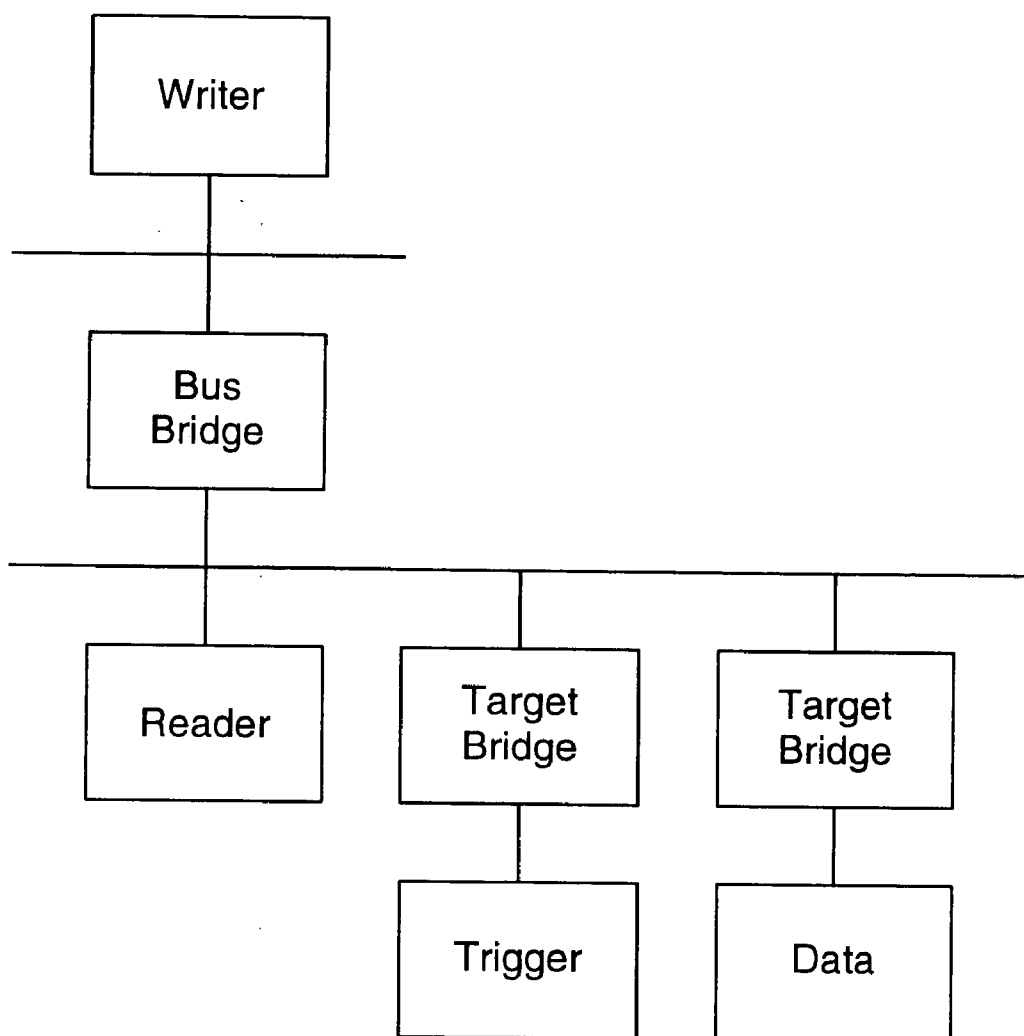 Writer
Bus
Bridge
Reader
Target
Bridge
Target
Bridge
Trigger
Data